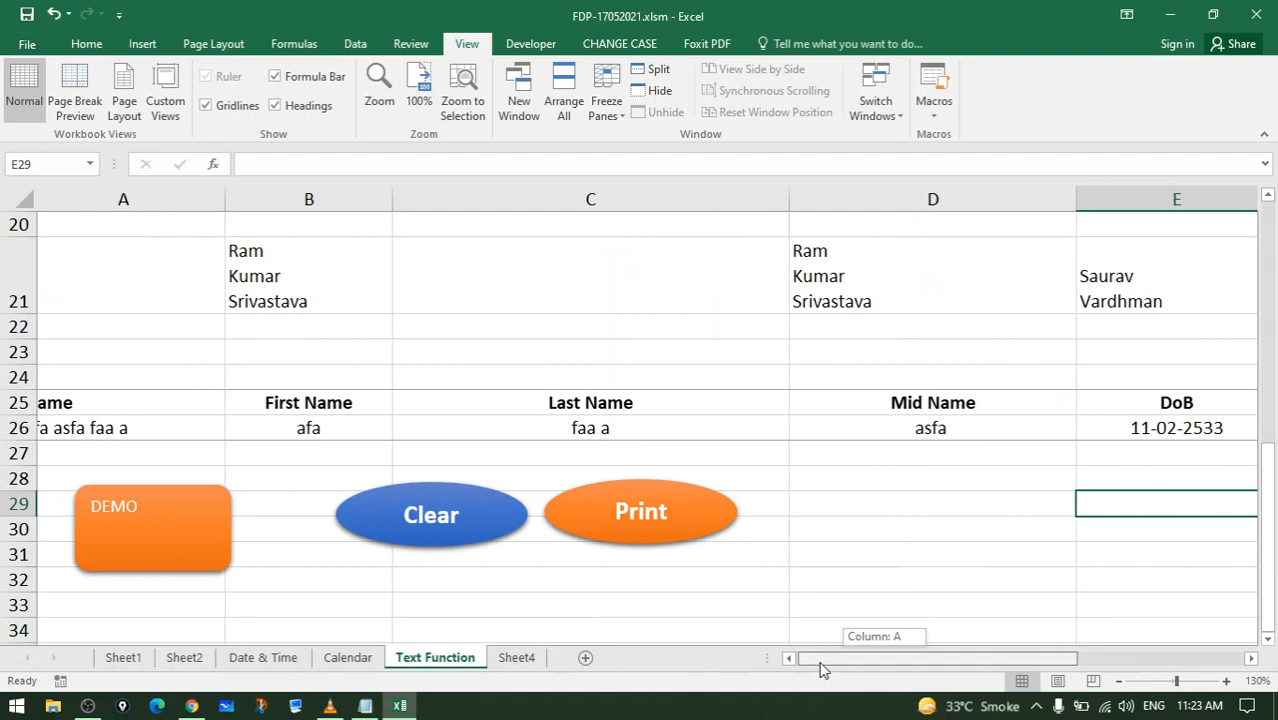 FDP-17052021.xlsm - Excel
File Home Insert Page Layout Formulas Data Review View Developer CHANGE CASE Foxit PDF Tell me what you want to do... Sign in Share
Normal
Page Break Preview
Page Layout
Custom Views
Workbook Views
Ruler
Formula Bar
Gridlines
Headings
Show
Zoom
100%
Zoom to Selection
Zoom
New Window
Arrange All
Freeze Panes
Split
Hide
Unhide
View Side by Side
Synchronous Scrolling
Reset Window Position
Window
Switch Windows
Macros
Macros
E29 fx
A B C D E
20
21
Ram
Kumar
Srivastava
Ram
Kumar
Srivastava
Saurav
Vardhman
22
23
24
25 ame First Name Last Name Mid Name DoB
26 fa asfa faa a afa faa a asfa 11-02-2533
27
28
29
30
31
32
33
34
DEMO
Clear
Print
Column: A
Sheet1 Sheet2 Date & Time Calendar Text Function Sheet4
Ready 130%
33°C Smoke ENG 11:23 AM